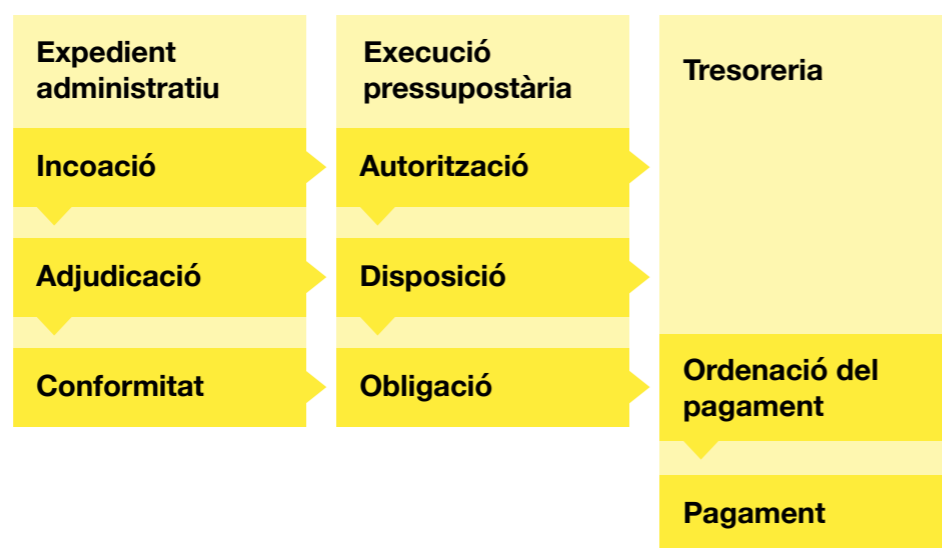 Expedient
administratiu
Incoació
Adjudicació
Conformitat
Execució
pressupostària
Autorització
Disposició
Obligació
Tresoreria
Ordenació del
pagament
Pagament